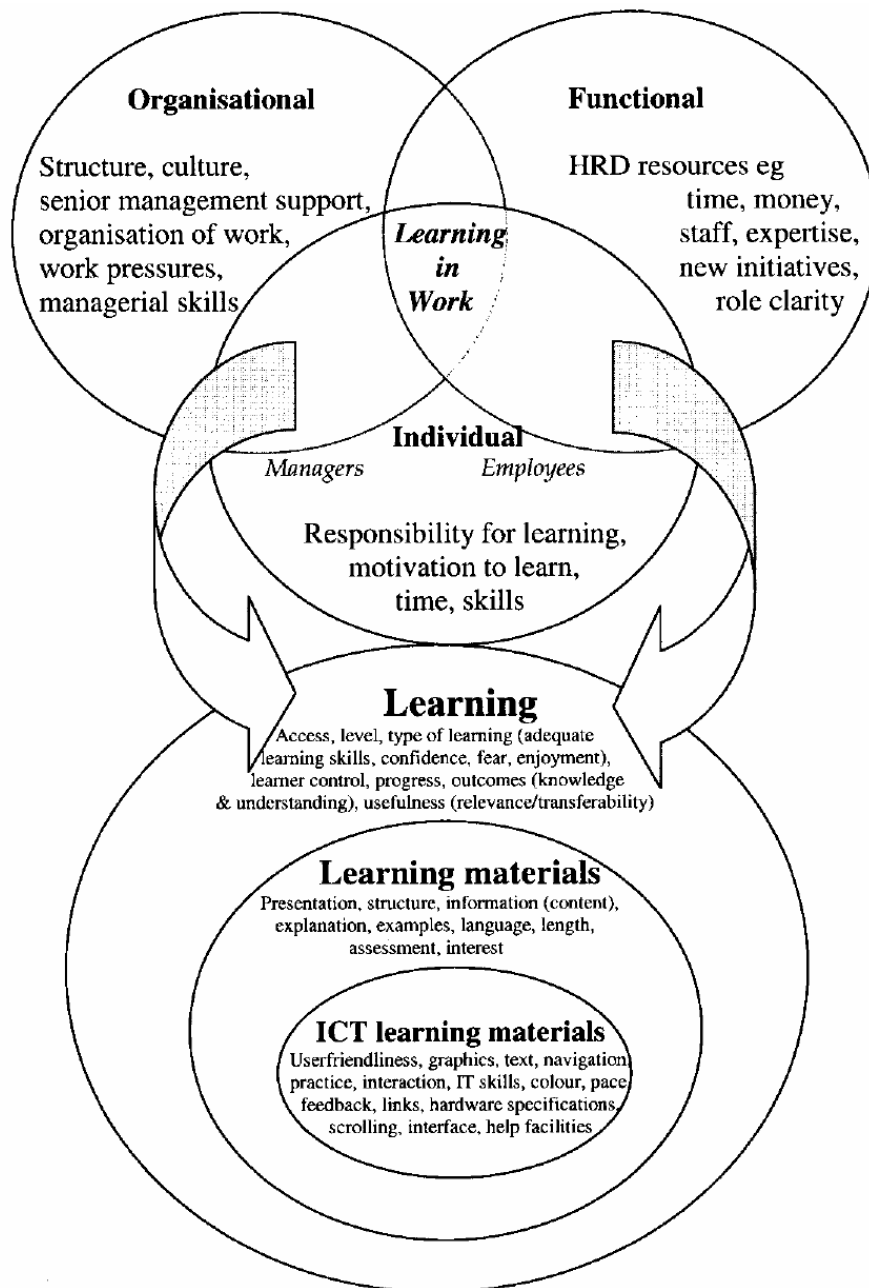 Organisational
Structure, culture,
senior management support,
organisation of work,
work pressures,
managerial skills
Functional
HRD resources eg
time, money,
staff, expertise,
new initiatives,
role clarity
Learning
in
Work
Individual
Managers Employees
Responsibility for learning,
motivation to learn,
time, skills
Learning
Access, level, type of learning (adequate
learning skills, confidence, fear, enjoyment),
learner control, progress, outcomes (knowledge
& understanding), usefulness (relevance/transferability)
Learning materials
Presentation, structure, information (content),
explanation, examples, language, length,
assessment, interest
ICT learning materials
Userfriendliness, graphics, text, navigation,
practice, interaction, IT skills, colour, pace,
feedback, links, hardware specifications,
scrolling, interface, help facilities